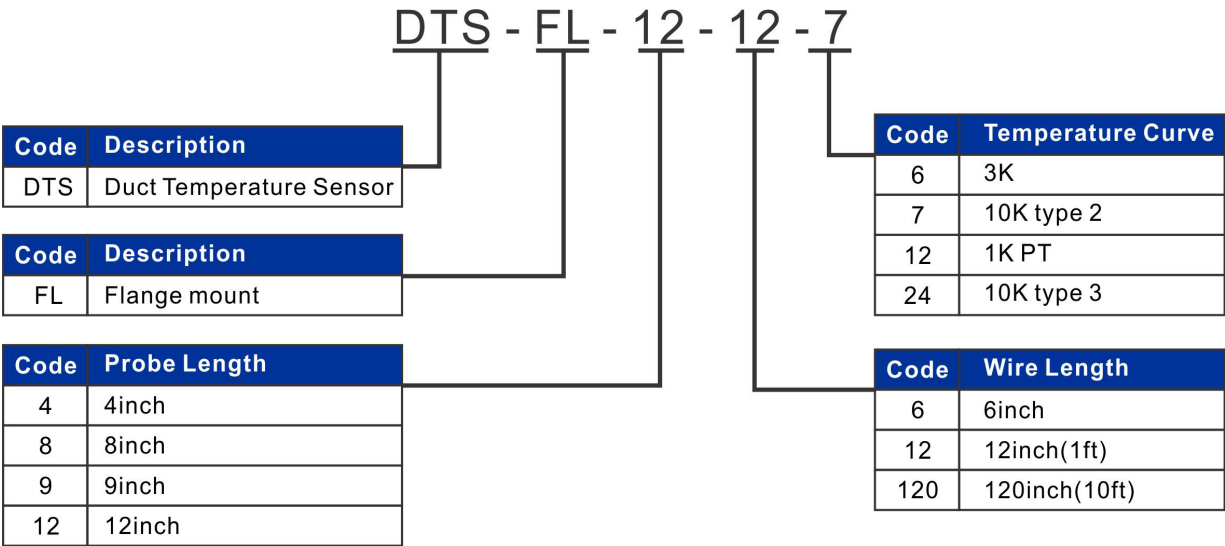 DTS - FL - 12 - 12 - 7
Code Description
DTS Duct Temperature Sensor
Code Description
FL Flange mount
Code Probe Length
4 4inch
8 8inch
9 9inch
12 12inch
Code Temperature Curve
6 3K
7 10K type 2
12 1K PT
24 10K type 3
Code Wire Length
6 6inch
12 12inch(1ft)
120 120inch(10ft)